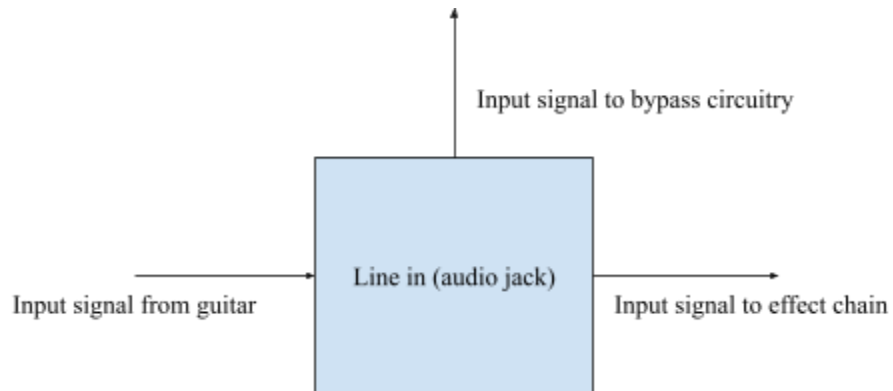 Input signal to bypass circuitry
Line in (audio jack)
Input signal from guitar
Input signal to effect chain